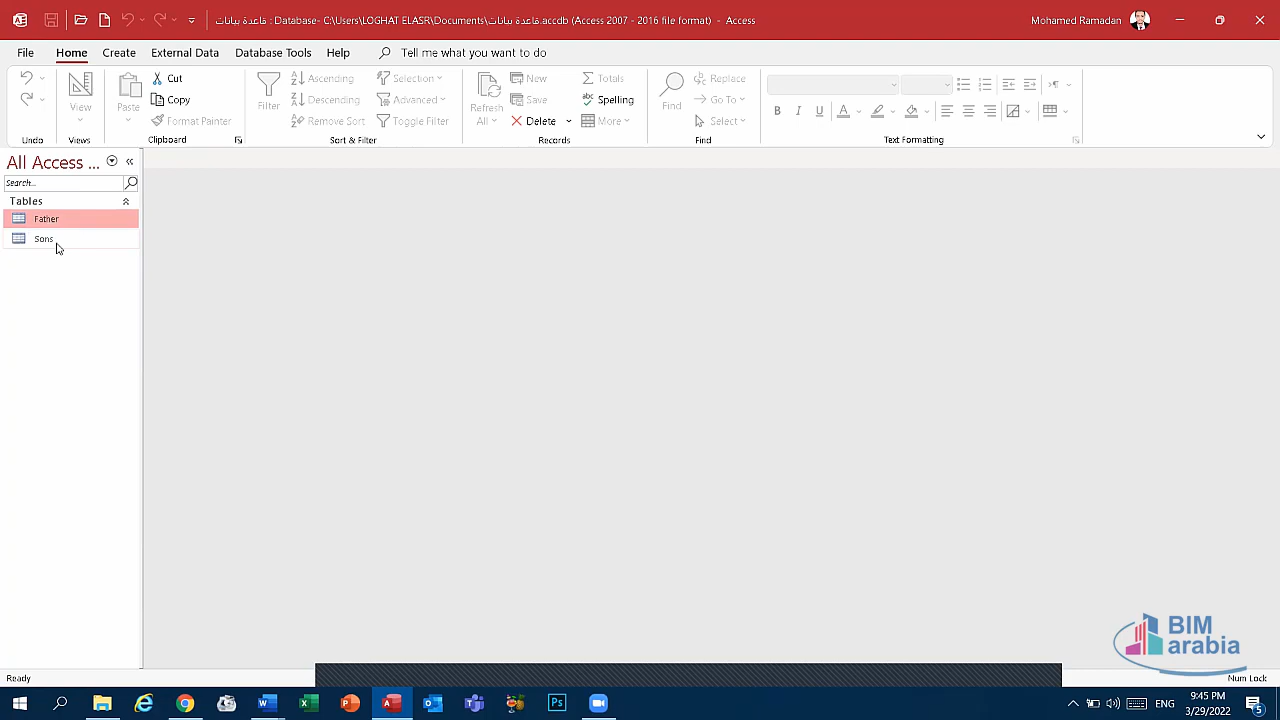 قاعدة بيانات : Database- C:\Users\LOGHAT ELASR\Documents\قاعدة بيانات.accdb (Access 2007 - 2016 file format) - Access
Mohamed Ramadan
File Home Create External Data Database Tools Help Tell me what you want to do
View
Paste
Cut
Copy
Format Painter
Filter
Ascending
Descending
Remove Sort
Selection
Advanced
Toggle Filter
Refresh
All
New
Save
Delete
Totals
Spelling
More
Find
Replace
Go To
Select
B I U A
Undo Views Clipboard Sort & Filter Records Find Text Formatting
All Access ...
Search...
Tables
Father
Sons
BIM
arabia
Ready
Num Lock
Ps
ENG
9:45 PM
3/29/2022
5